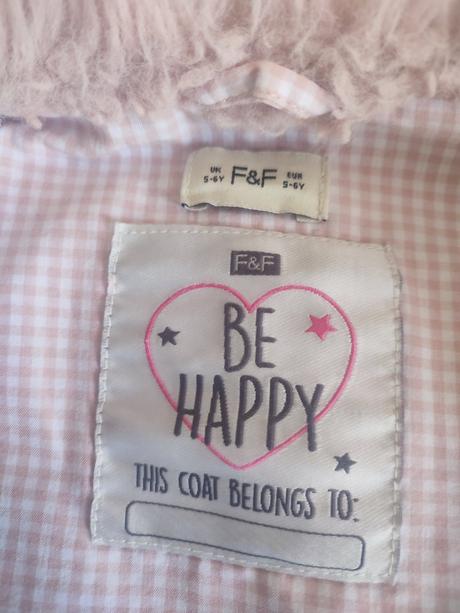 UK 5-6Y F&F EUR 5-6Y
F&F
BE
HAPPY
THIS COAT BELONGS TO: